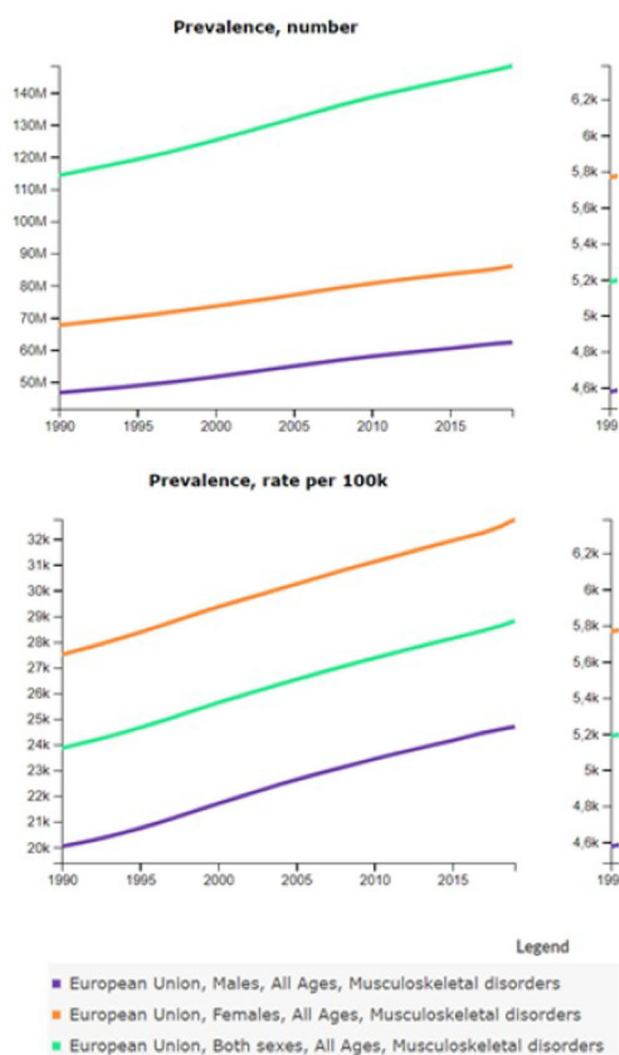 Prevalence, number
140M
130M
120M
110M
100M
90M
80M
70M
60M
50M
1990 1995 2000 2005 2010 2015
6,2k
6k
5,8k
5,6k
5,4k
5,2k
5k
4,8k
4,6k
199
Prevalence, rate per 100k
32k
31k
30k
29k
28k
27k
26k
25k
24k
23k
22k
21k
20k
1990 1995 2000 2005 2010 2015
6,2k
6k
5,8k
5,6k
5,4k
5,2k
5k
4,8k
4,6k
199
Legend
European Union, Males, All Ages, Musculoskeletal disorders
European Union, Females, All Ages, Musculoskeletal disorders
European Union, Both sexes, All Ages, Musculoskeletal disorders